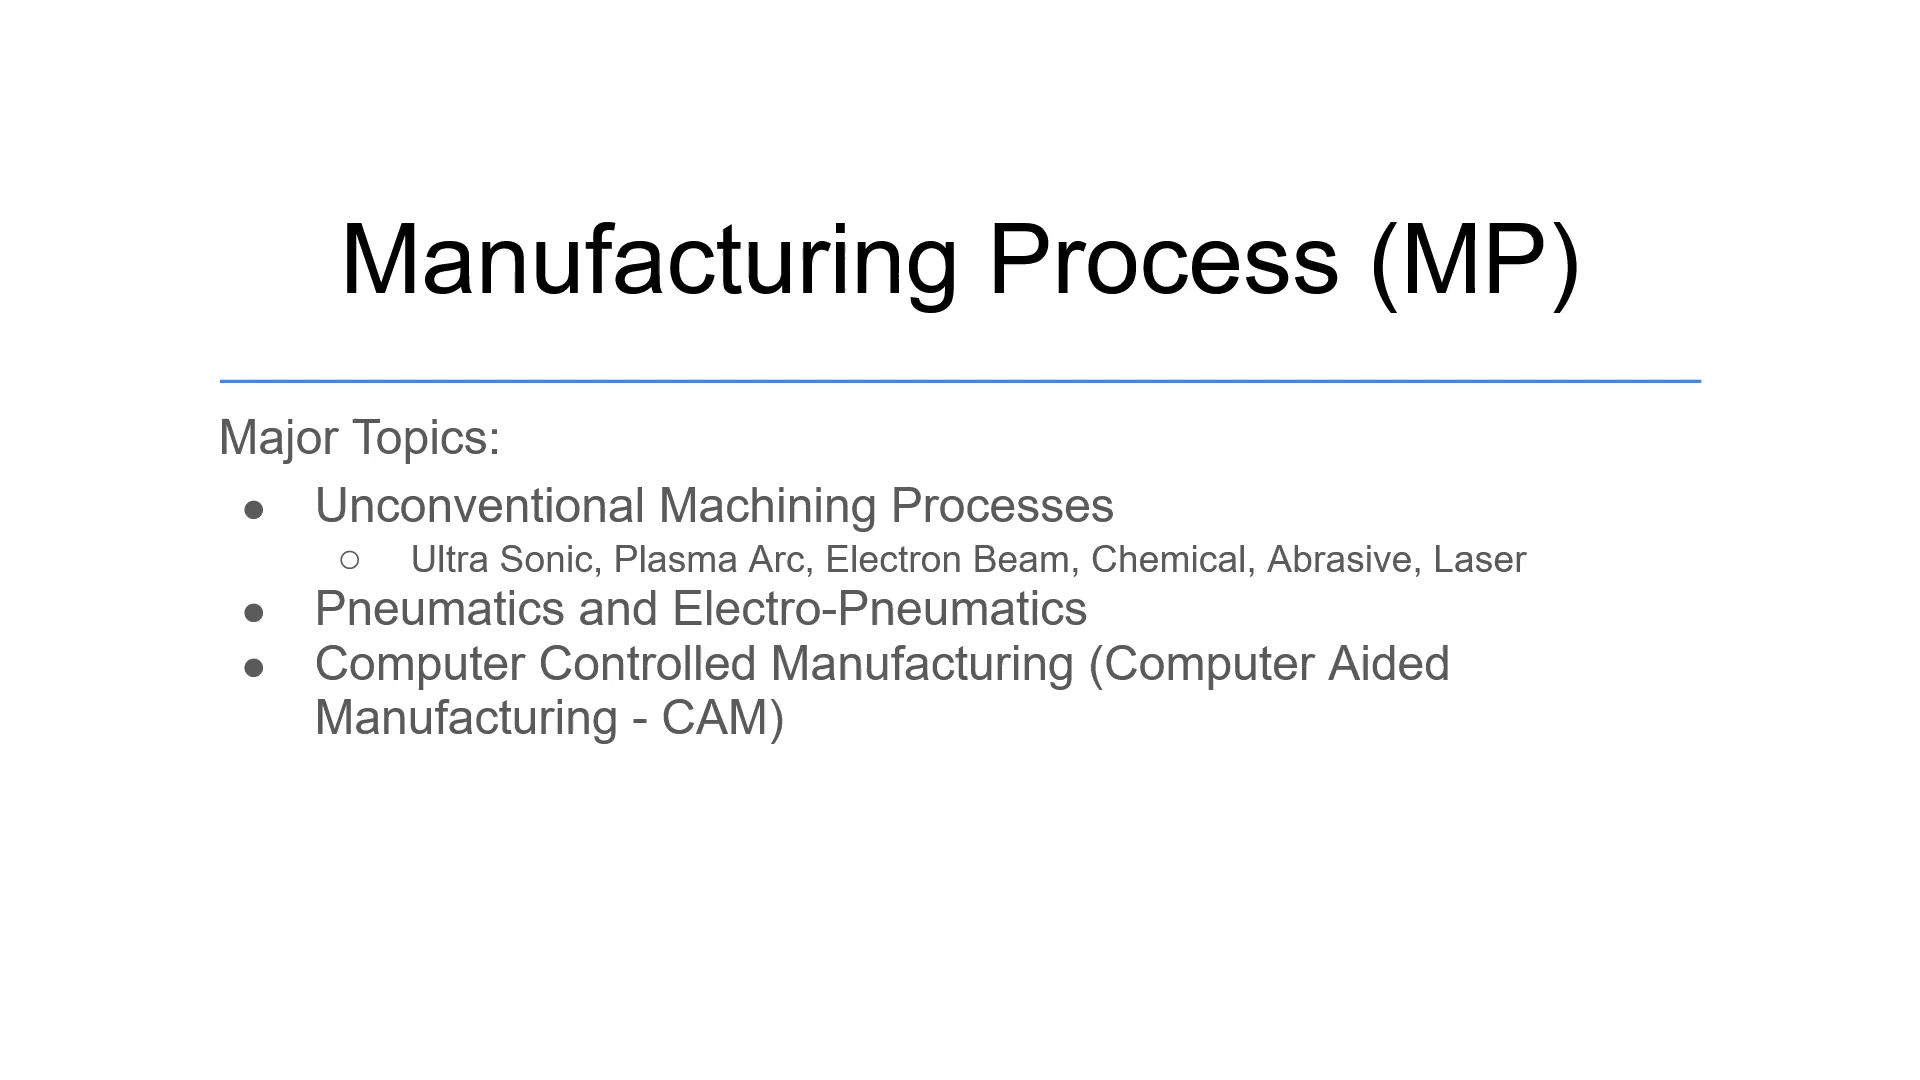 Manufacturing Process (MP)
Major Topics:
● Unconventional Machining Processes
○ Ultra Sonic, Plasma Arc, Electron Beam, Chemical, Abrasive, Laser
● Pneumatics and Electro-Pneumatics
● Computer Controlled Manufacturing (Computer Aided
Manufacturing - CAM)